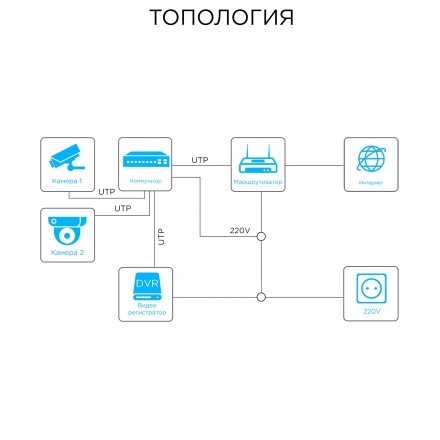 ТОПОЛОГИЯ
Камера 1
Коммутатор
UTP
Маршрутизатор
Интернет
UTP
UTP
Камера 2
UTP
220V
DVR
Видео
регистратор
220V